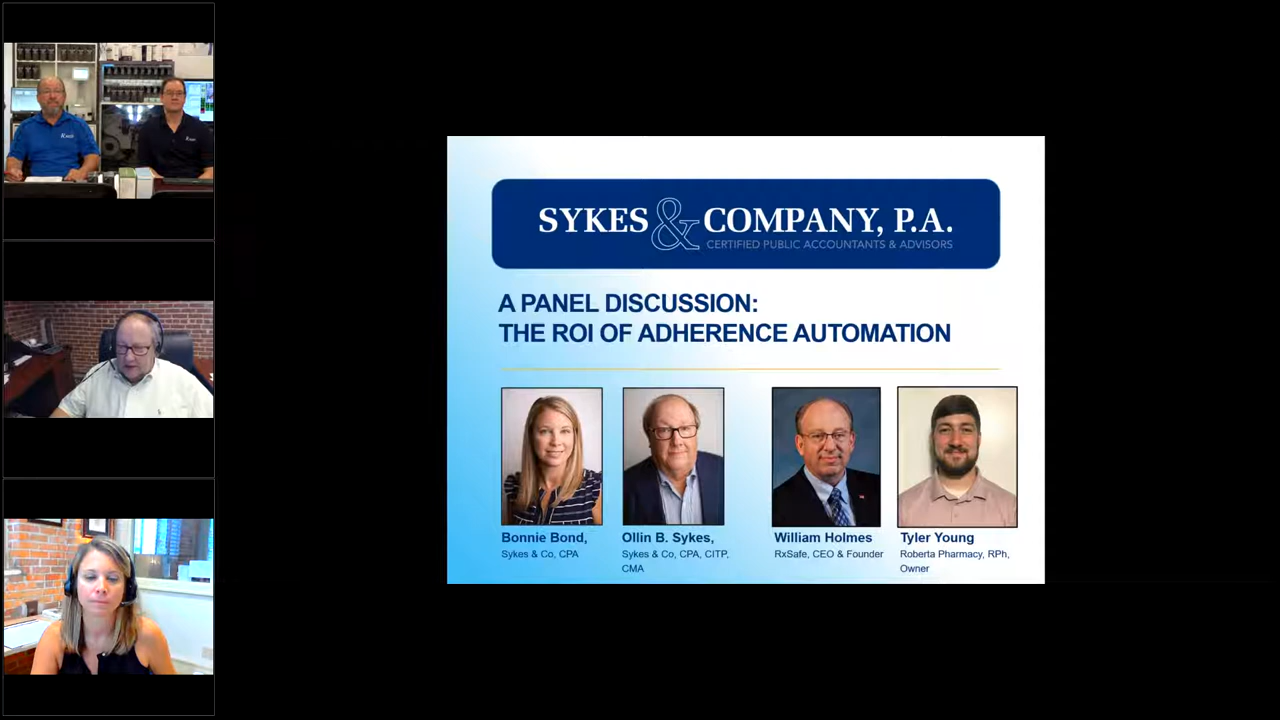 SYKES & COMPANY, P.A.
CERTIFIED PUBLIC ACCOUNTANTS & ADVISORS
A PANEL DISCUSSION:
THE ROI OF ADHERENCE AUTOMATION
Bonnie Bond,
Sykes & Co, CPA
Ollin B. Sykes,
Sykes & Co, CPA, CITP,
CMA
William Holmes
RxSafe, CEO & Founder
Tyler Young
Roberta Pharmacy, RPh,
Owner